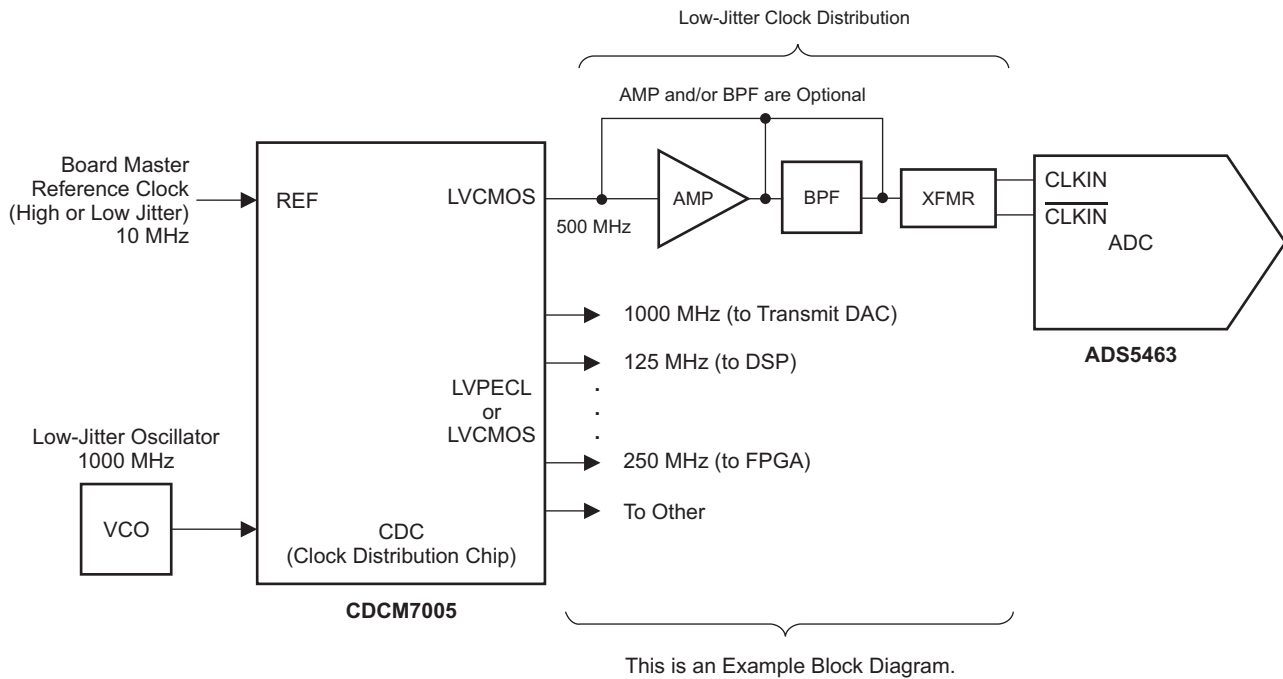 Low-Jitter Clock Distribution
AMP and/or BPF are Optional
Board Master
Reference Clock
(High or Low Jitter)
10 MHz
REF
LVCMOS
500 MHz
AMP
BPF
XFMR
CLKIN
CLKIN
ADC
ADS5463
1000 MHz (to Transmit DAC)
125 MHz (to DSP)
LVPECL
or
LVCMOS
.
.
.
250 MHz (to FPGA)
To Other
Low-Jitter Oscillator
1000 MHz
VCO
CDC
(Clock Distribution Chip)
CDCM7005
This is an Example Block Diagram.